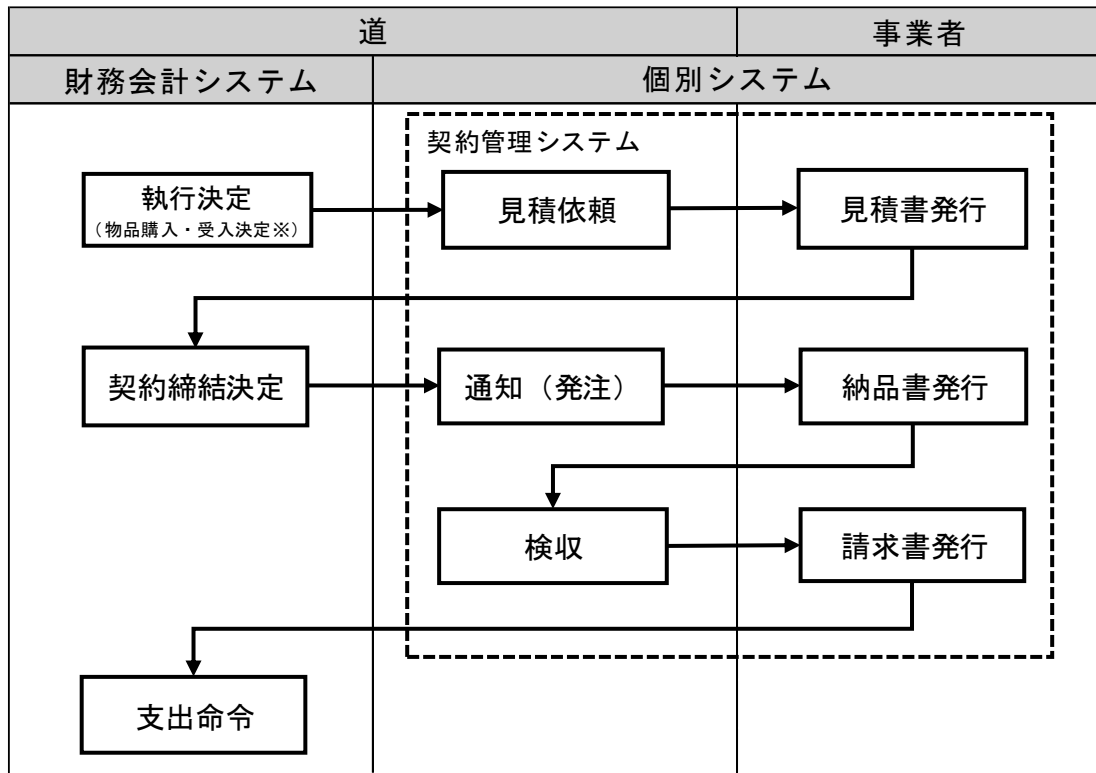 道
事業者
財務会計システム
個別システム
契約管理システム
執行決定
（物品購入・受入決定※）
見積依頼
見積書発行
契約締結決定
通知（発注）
納品書発行
検収
請求書発行
支出命令